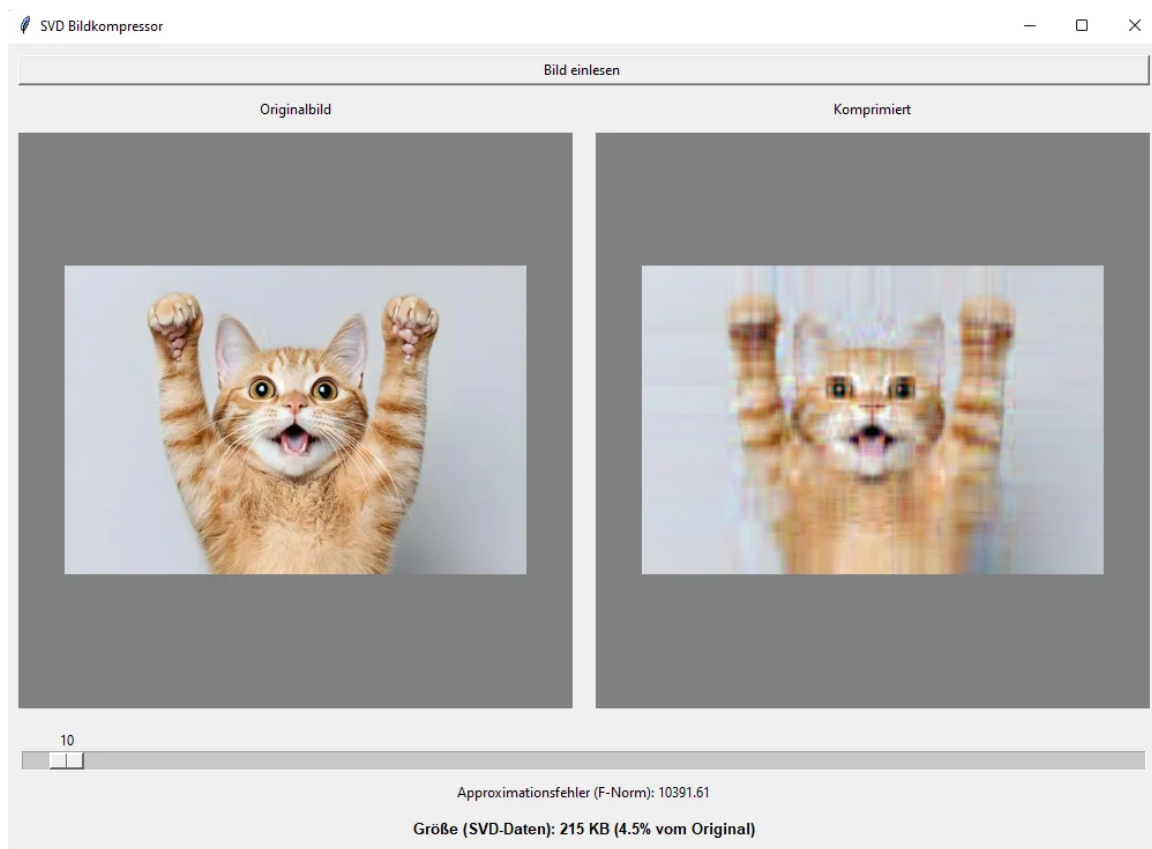 SVD Bildkompressor
Bild einlesen
Originalbild
Komprimiert
10
Approximationsfehler (F-Norm): 10391.61
Größe (SVD-Daten): 215 KB (4.5% vom Original)